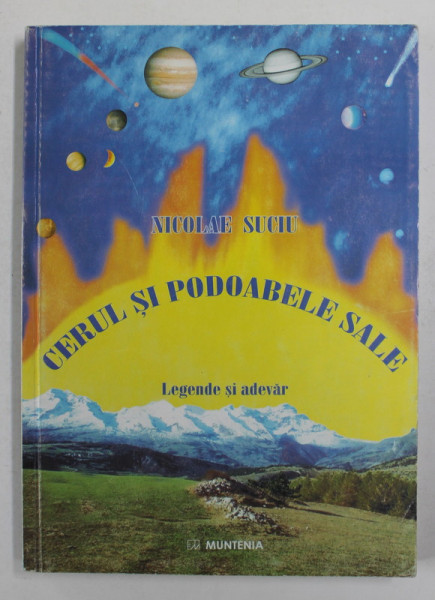 NICOLAE SUCIU
CERUL ȘI PODOABELE SALE
Legende și adevăr
MUNTENIA